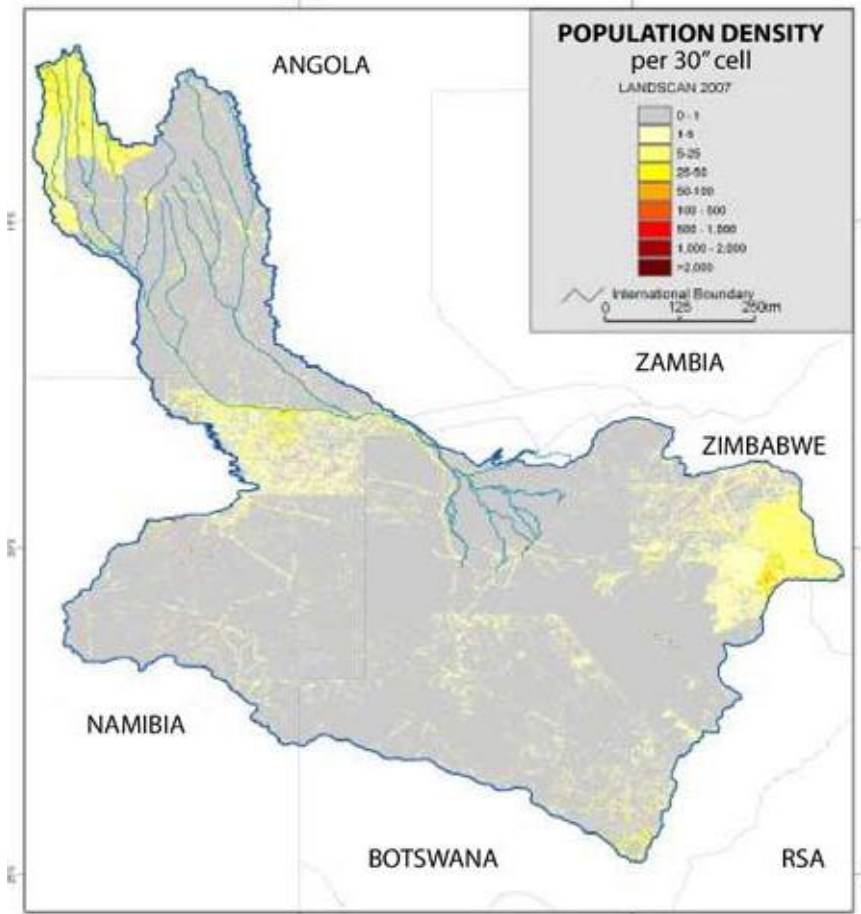 POPULATION DENSITY
per 30" cell
LANDSCAN 2007
0 - 1
1-5
5-25
25-50
50-100
100 - 500
500 - 1,000
1,000 - 2,000
>2,000
International Boundary
0 125 250km
ANGOLA
ZAMBIA
ZIMBABWE
NAMIBIA
BOTSWANA
RSA